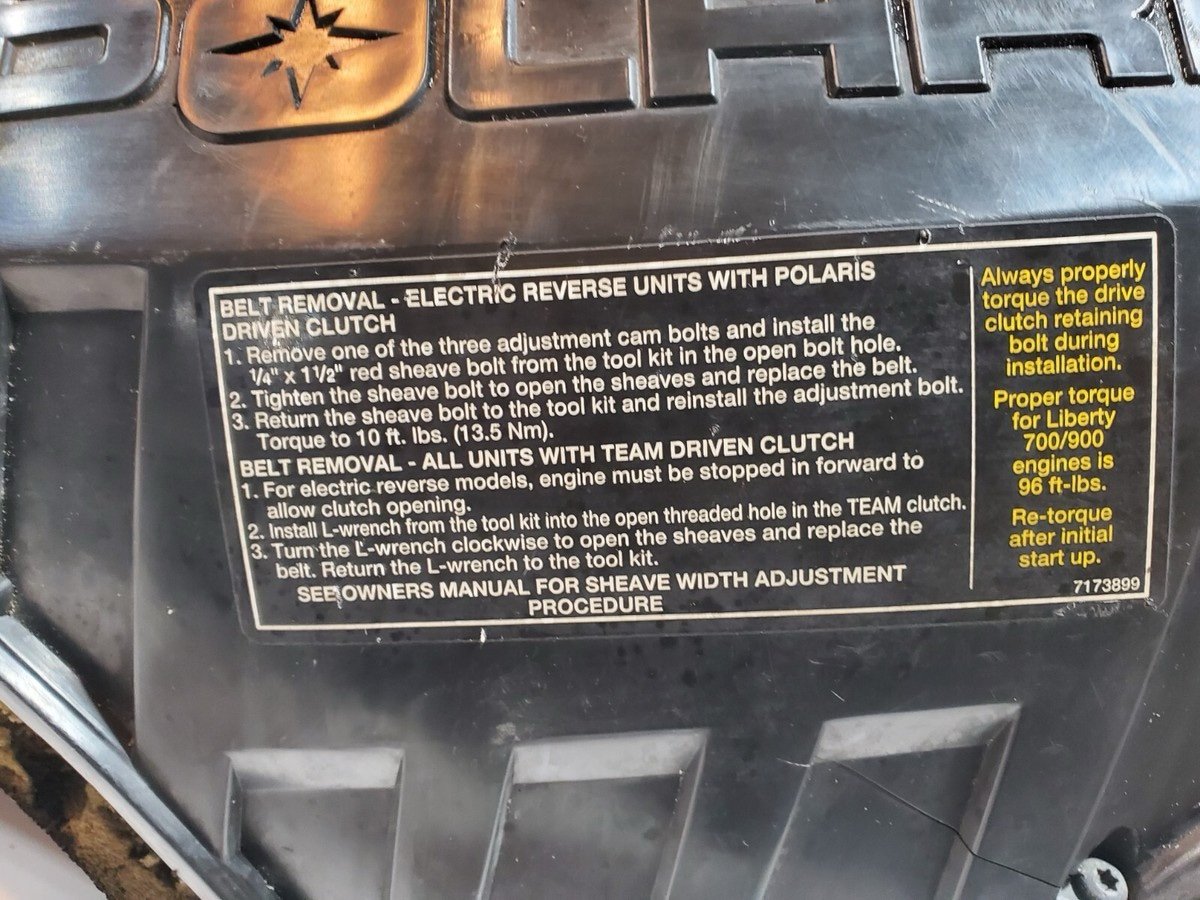 POLAR
BELT REMOVAL - ELECTRIC REVERSE UNITS WITH POLARIS
DRIVEN CLUTCH
1. Remove one of the three adjustment cam bolts and install the
1/4" x 1 1/2" red sheave bolt from the tool kit in the open bolt hole.
2. Tighten the sheave bolt to open the sheaves and replace the belt.
3. Return the sheave bolt to the tool kit and reinstall the adjustment bolt.
Torque to 10 ft. lbs. (13.5 Nm).
BELT REMOVAL - ALL UNITS WITH TEAM DRIVEN CLUTCH
1. For electric reverse models, engine must be stopped in forward to
allow clutch opening.
2. Install L-wrench from the tool kit into the open threaded hole in the TEAM clutch.
3. Turn the L-wrench clockwise to open the sheaves and replace the
belt. Return the L-wrench to the tool kit.
SEE OWNERS MANUAL FOR SHEAVE WIDTH ADJUSTMENT
PROCEDURE
Always properly
torque the drive
clutch retaining
bolt during
installation.
Proper torque
for Liberty
700/900
engines is
96 ft-lbs.
Re-torque
after initial
start up.
7173899